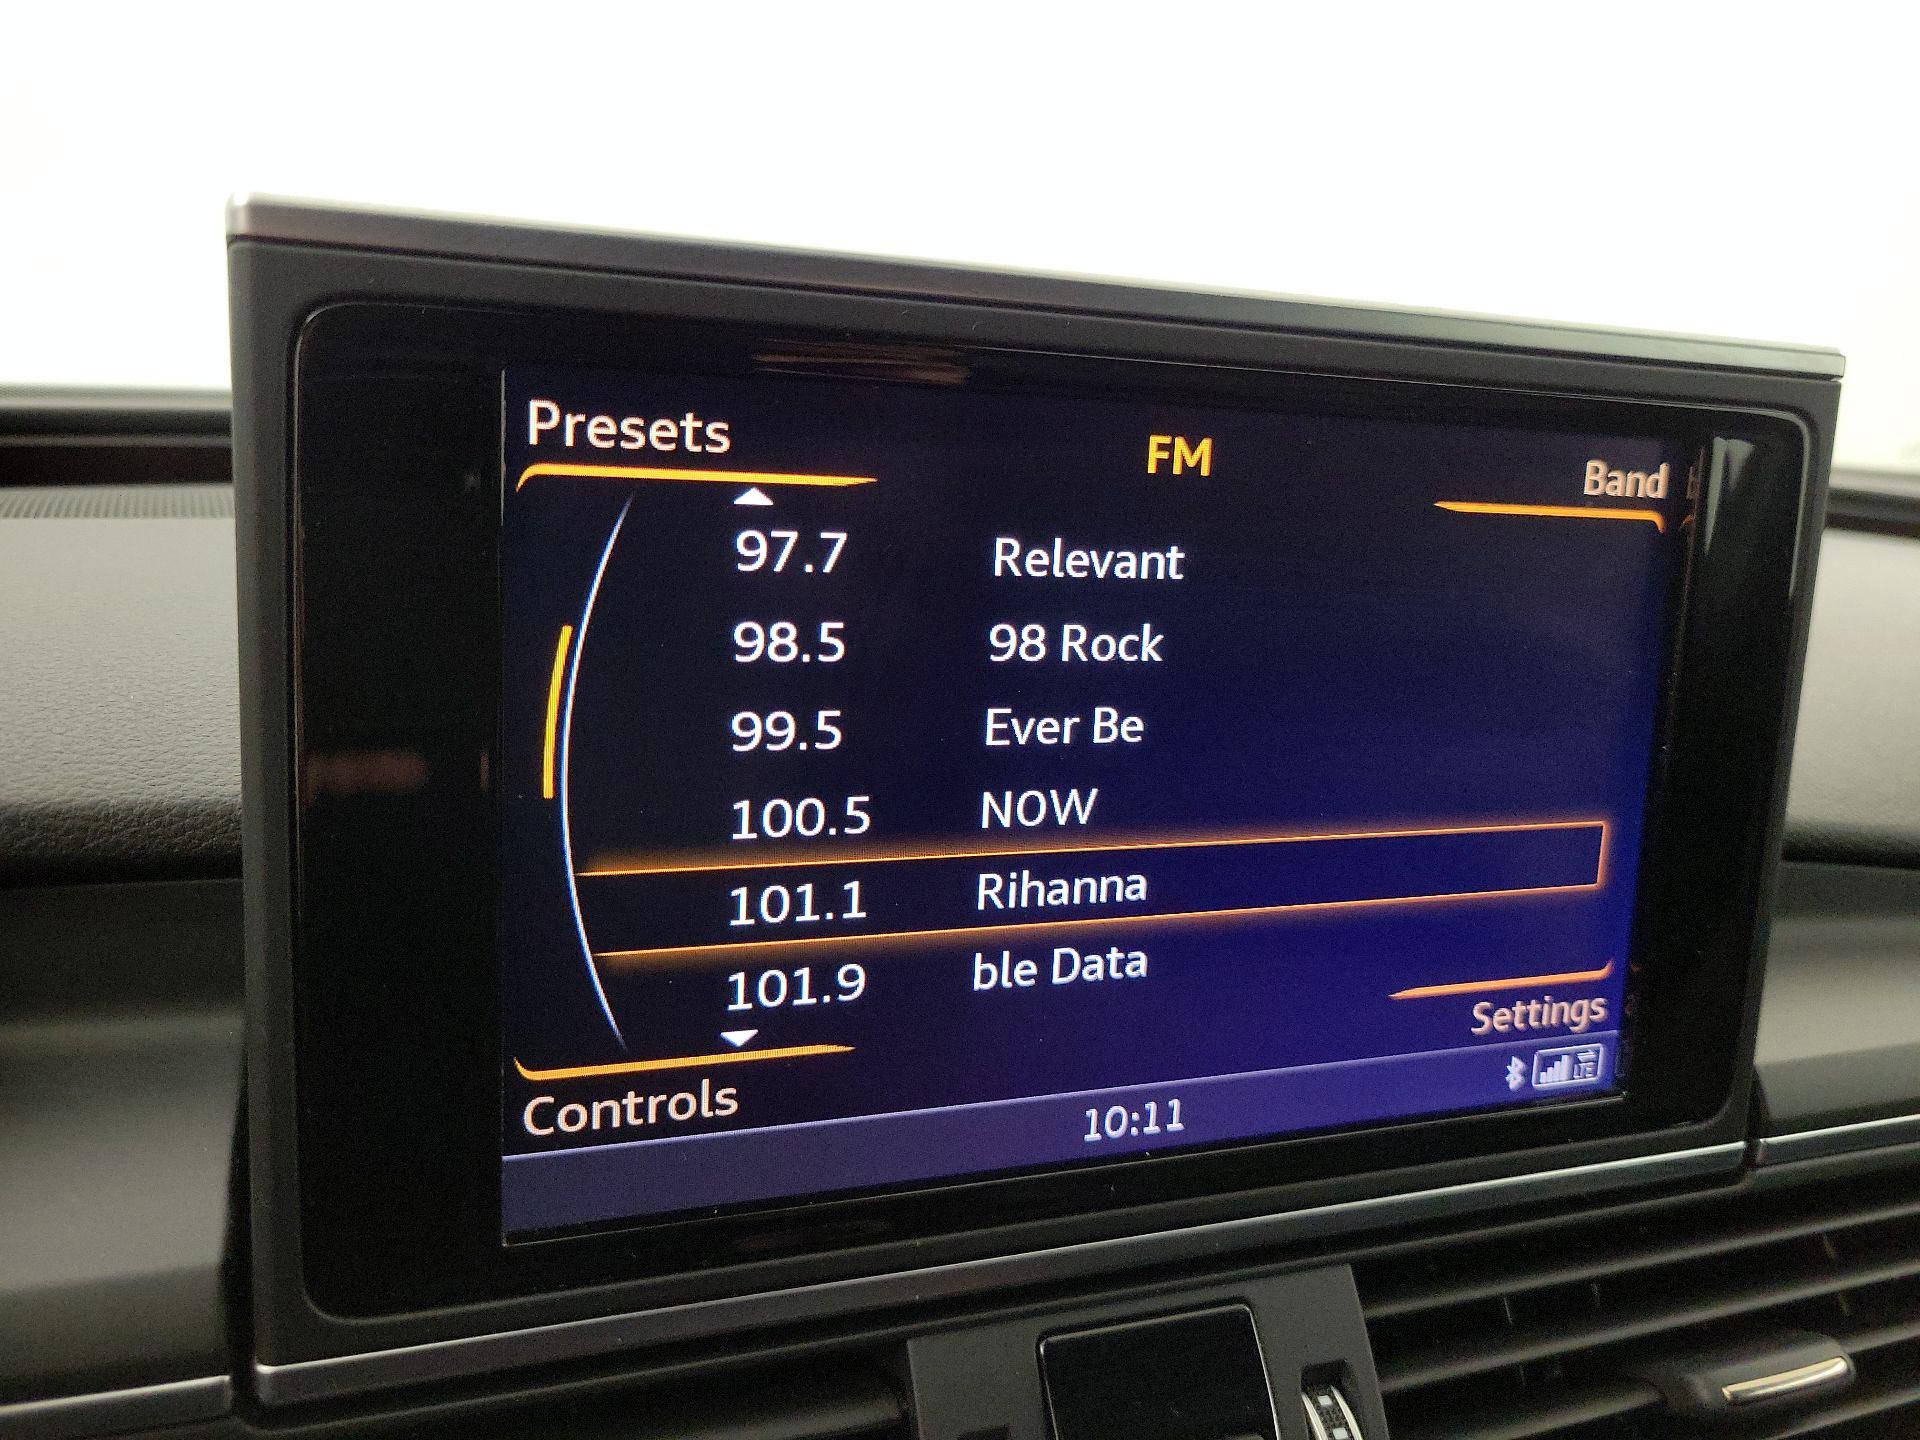 Presets
FM
Band
97.7 Relevant
98.5 98 Rock
99.5 Ever Be
100.5 NOW
101.1 Rihanna
101.9 ble Data
Settings
Controls
LTE
10:11